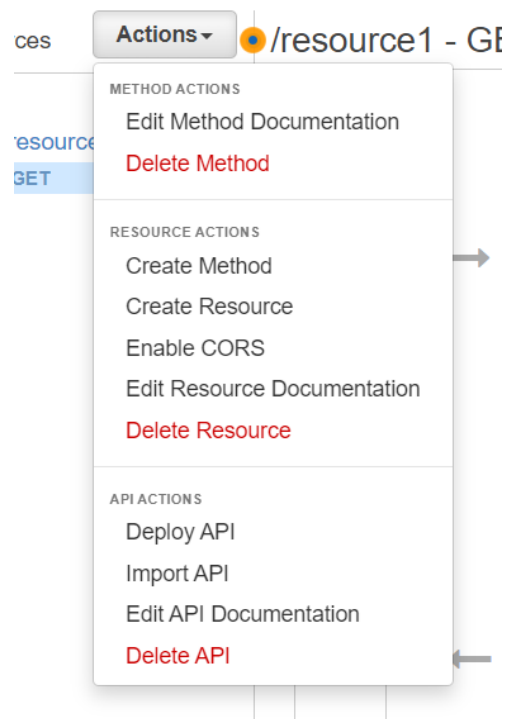 ces
Actions
/resource1 - GE
METHOD ACTIONS
Edit Method Documentation
resource
Delete Method
GET
RESOURCE ACTIONS
Create Method
Create Resource
Enable CORS
Edit Resource Documentation
Delete Resource
API ACTIONS
Deploy API
Import API
Edit API Documentation
Delete API